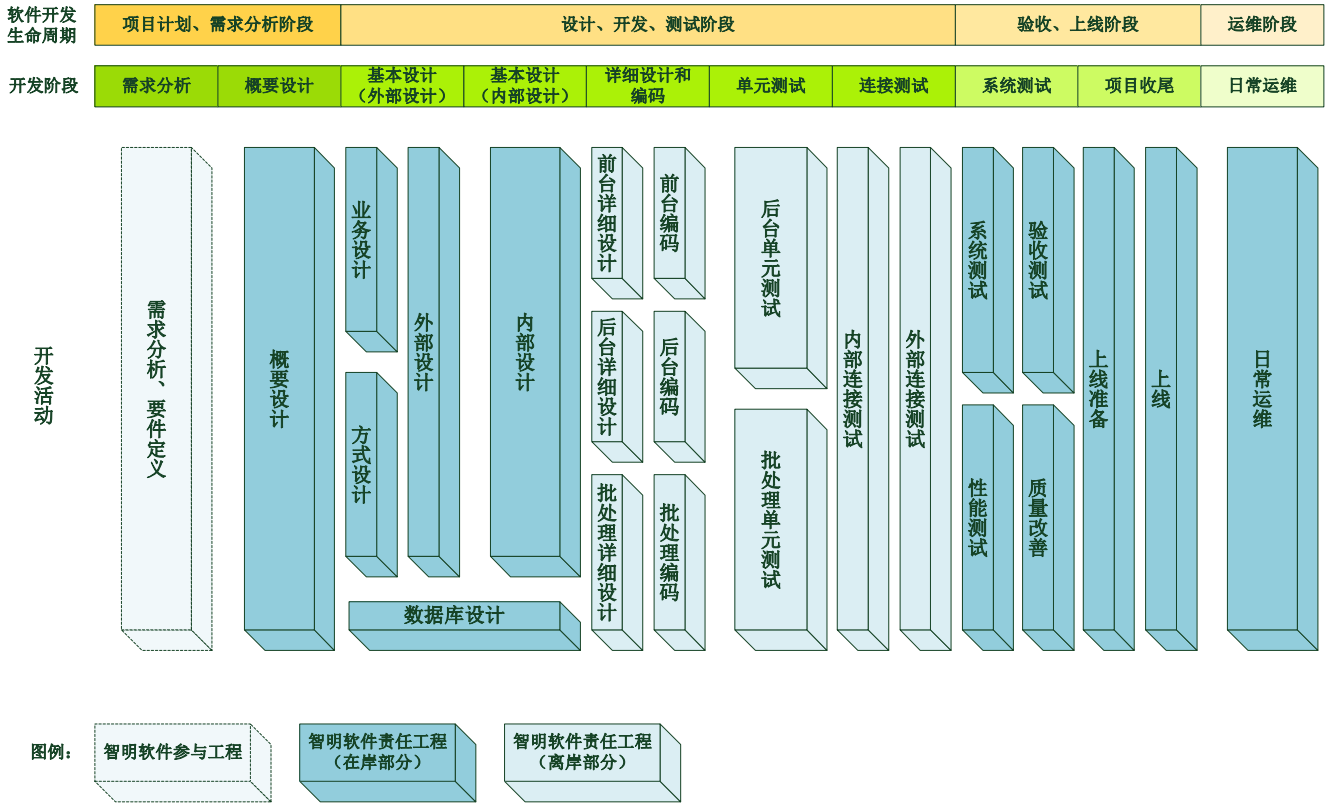 软件开发
生命周期
项目计划、需求分析阶段
设计、开发、测试阶段
验收、上线阶段
运维阶段
开发阶段
需求分析
概要设计
基本设计
（外部设计）
基本设计
（内部设计）
详细设计和
编码
单元测试
连接测试
系统测试
项目收尾
日常运维
开发活动
需求分析、要件定义
概要设计
业务设计
方式设计
外部设计
内部设计
数据库设计
前台详细设计
后台详细设计
批处理详细设计
前台编码
后台编码
批处理编码
后台单元测试
批处理单元测试
内部连接测试
外部连接测试
系统测试
性能测试
验收测试
质量改善
上线准备
上线
日常运维
图例：
智明软件参与工程
智明软件责任工程
（在岸部分）
智明软件责任工程
（离岸部分）